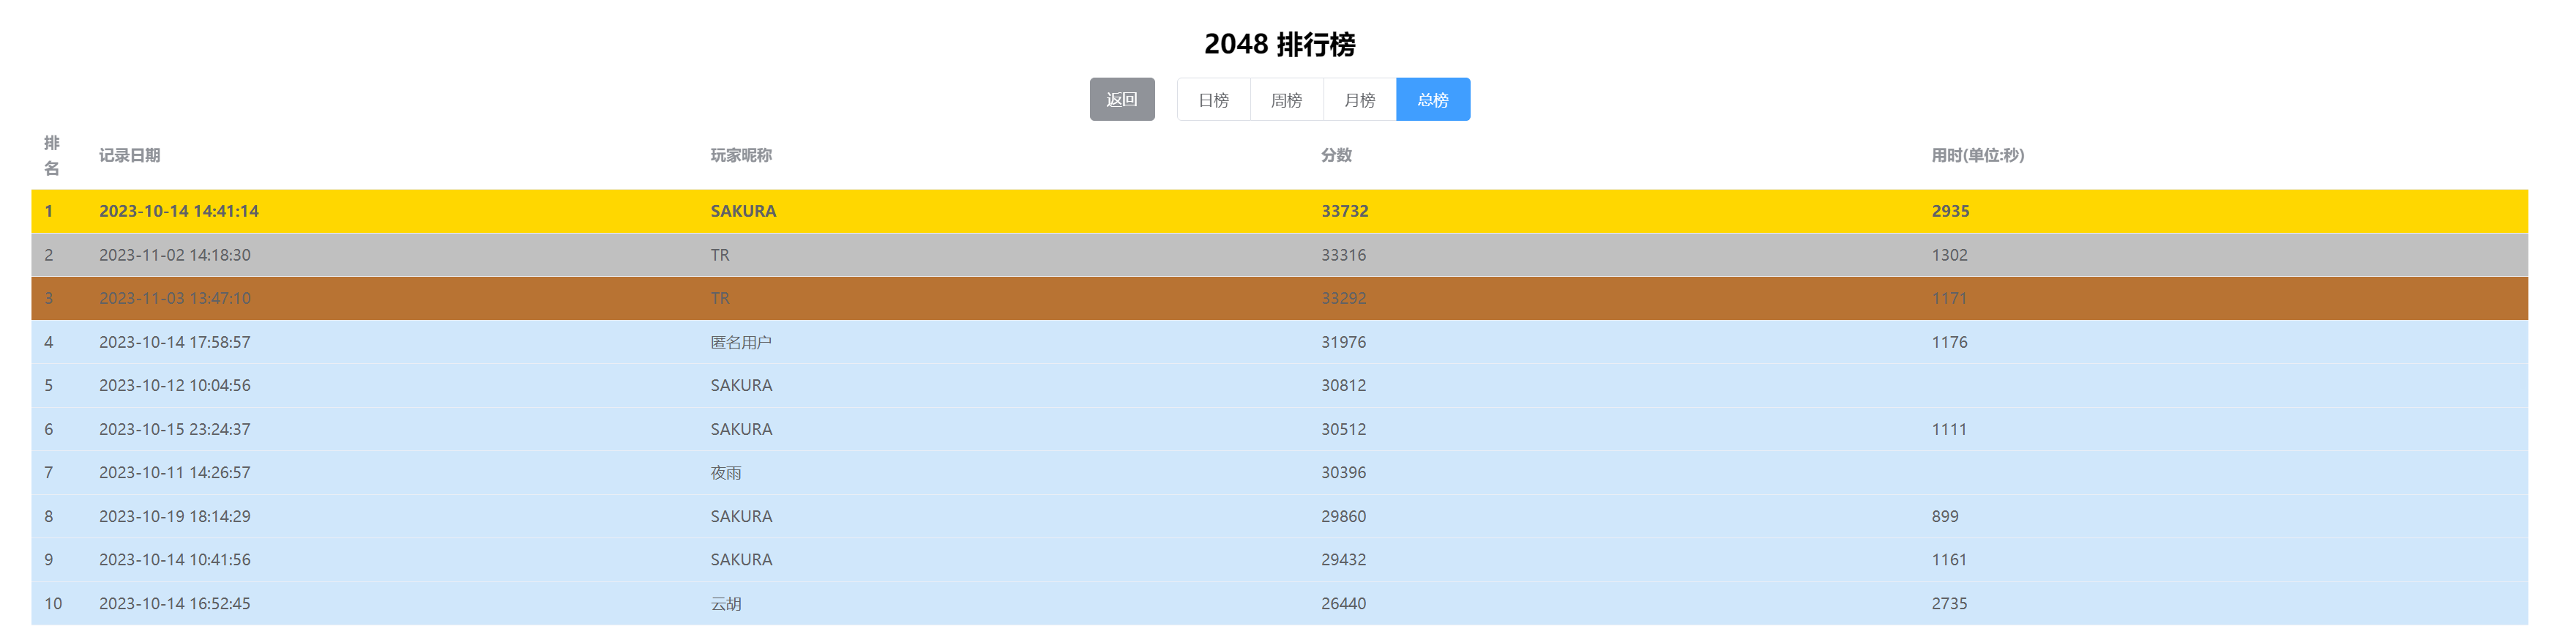 2048 排行榜
返回 日榜 周榜 月榜 总榜
排名 记录日期 玩家昵称 分数 用时(单位:秒)
1 2023-10-14 14:41:14 SAKURA 33732 2935
2 2023-11-02 14:18:30 TR 33316 1302
3 2023-11-03 13:47:10 TR 33292 1171
4 2023-10-14 17:58:57 匿名用户 31976 1176
5 2023-10-12 10:04:56 SAKURA 30812
6 2023-10-15 23:24:37 SAKURA 30512 1111
7 2023-10-11 14:26:57 夜雨 30396
8 2023-10-19 18:14:29 SAKURA 29860 899
9 2023-10-14 10:41:56 SAKURA 29432 1161
10 2023-10-14 16:52:45 云胡 26440 2735